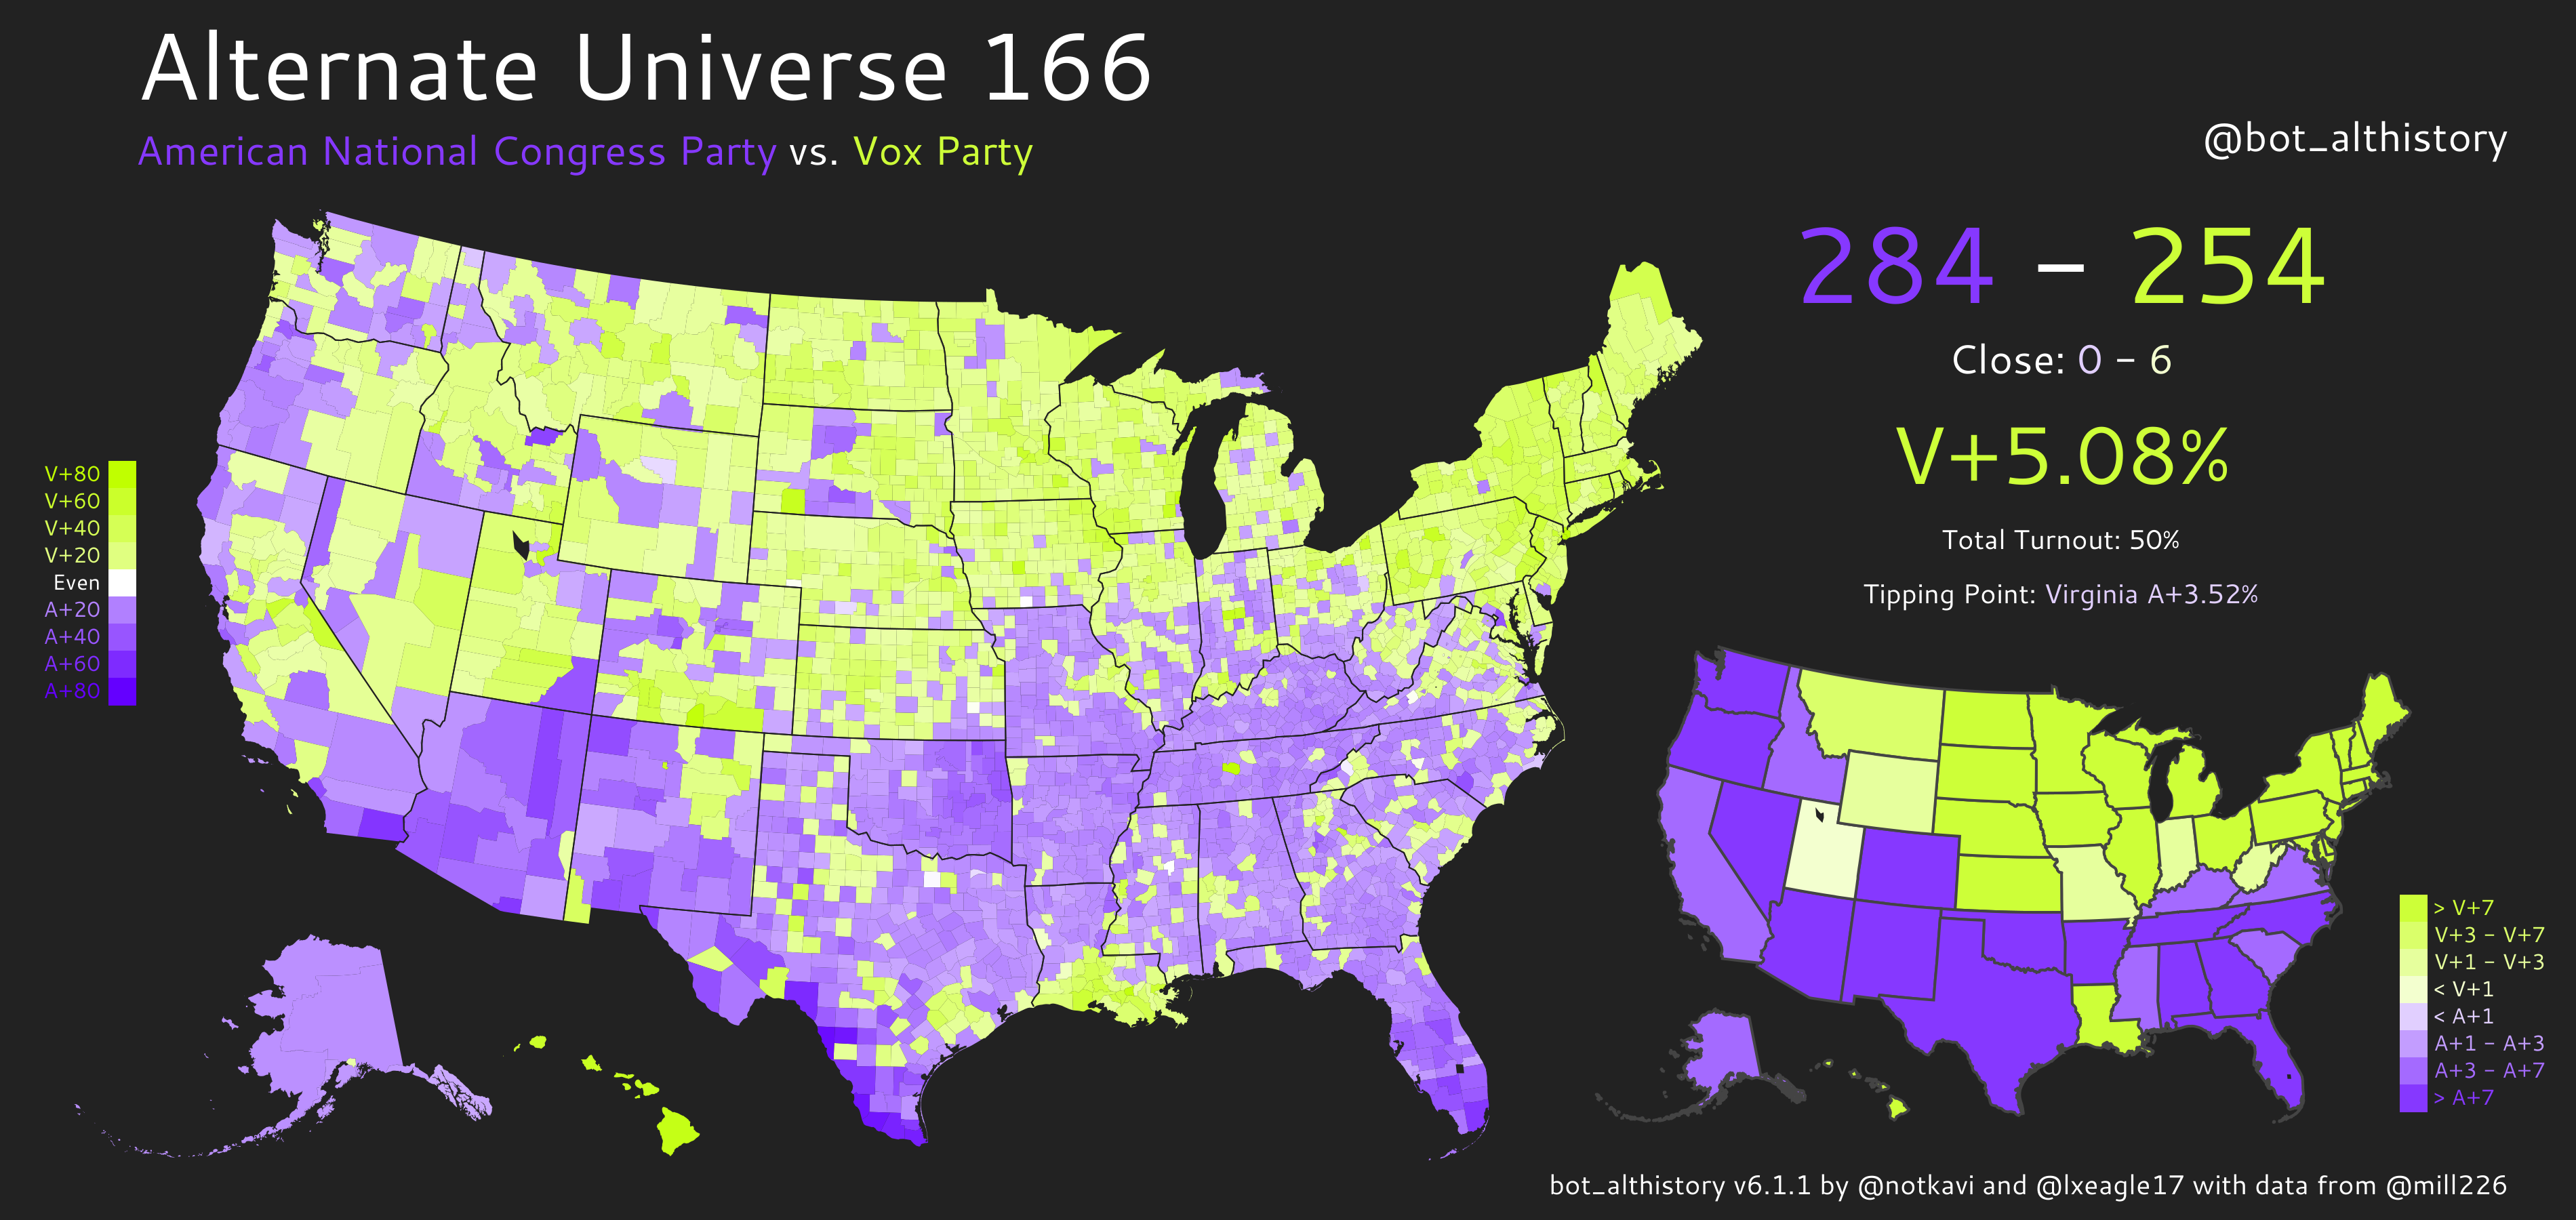 Alternate Universe 166
American National Congress Party vs. Vox Party
@bot_althistory
284 – 254
Close: 0 – 6
V+5.08%
Total Turnout: 50%
Tipping Point: Virginia A+3.52%
V+80
V+60
V+40
V+20
Even
A+20
A+40
A+60
A+80
> V+7
V+3 – V+7
V+1 – V+3
< V+1
< A+1
A+1 – A+3
A+3 – A+7
> A+7
bot_althistory v6.1.1 by @notkavi and @lxeagle17 with data from @mill226